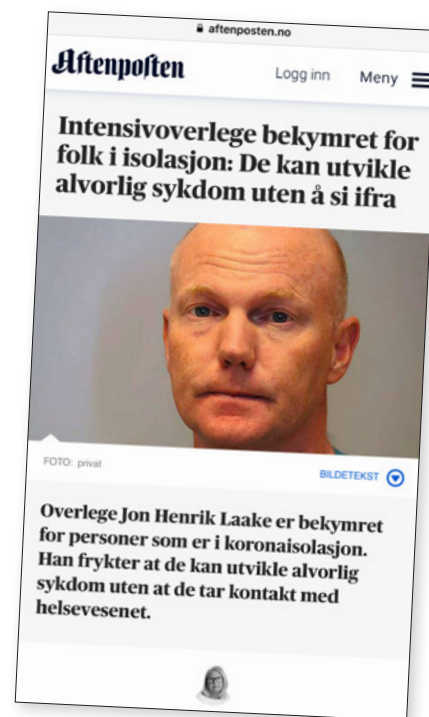 aftenposten.no
Aftenposten
Logg inn
Meny
Intensivoverlege bekymret for
folk i isolasjon: De kan utvikle
alvorlig sykdom uten å si ifra
FOTO: privat
BILDETEKST
Overlege Jon Henrik Laake er bekymret
for personer som er i koronaisolasjon.
Han frykter at de kan utvikle alvorlig
sykdom uten at de tar kontakt med
helsevesenet.